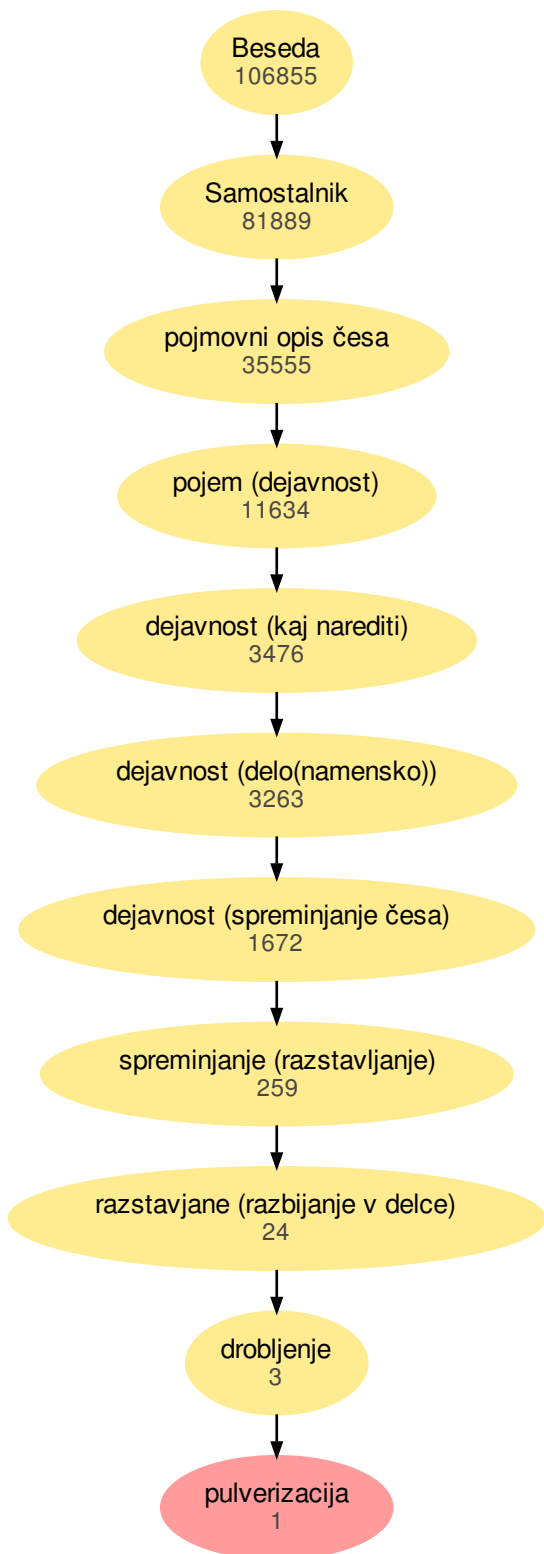 Beseda
106855
Samostalnik
81889
pojmovni opis česa
35555
pojem (dejavnost)
11634
dejavnost (kaj narediti)
3476
dejavnost (delo(namensko))
3263
dejavnost (spreminjanje česa)
1672
spreminjanje (razstavljanje)
259
razstavjane (razbijanje v delce)
24
drobljenje
3
pulverizacija
1